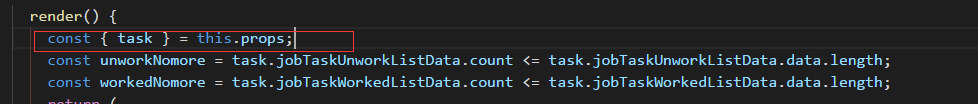 render() {
const { task } = this.props;
const unworkNomore = task.jobTaskUnworkListData.count <= task.jobTaskUnworkListData.data.length;
const workedNomore = task.jobTaskWorkedListData.count <= task.jobTaskWorkedListData.data.length;
return (